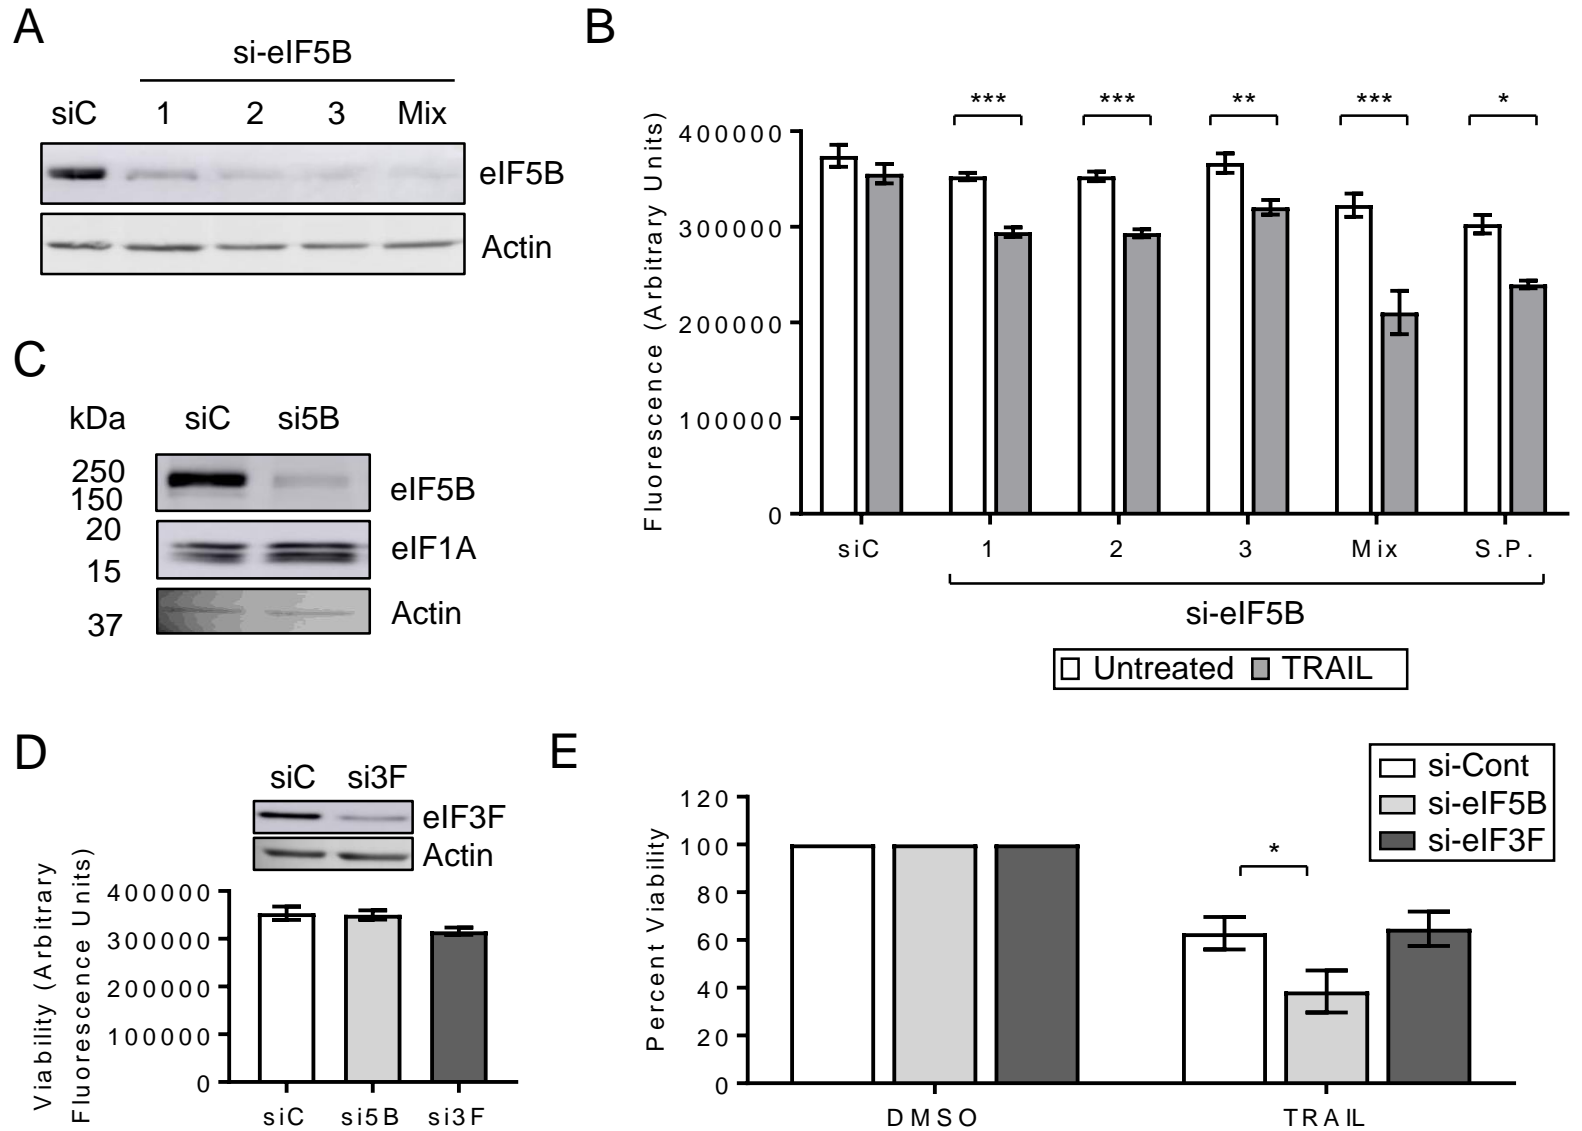 A
si-eIF5B
siC 1 2 3 Mix
eIF5B
Actin
B
Fluorescence (Arbitrary Units)
400000
300000
200000
100000
0
*** *** ** *** *
siC 1 2 3 Mix S.P.
si-eIF5B
Untreated TRAIL
C
kDa siC si5B
250
150
eIF5B
20
15
eIF1A
37
Actin
D
siC si3F
eIF3F
Actin
Viability (Arbitrary
Fluorescence Units)
400000
300000
200000
100000
0
siC si5B si3F
E
si-Cont
si-eIF5B
si-eIF3F
Percent Viability
120
100
80
60
40
20
0
*
DMSO TRAIL